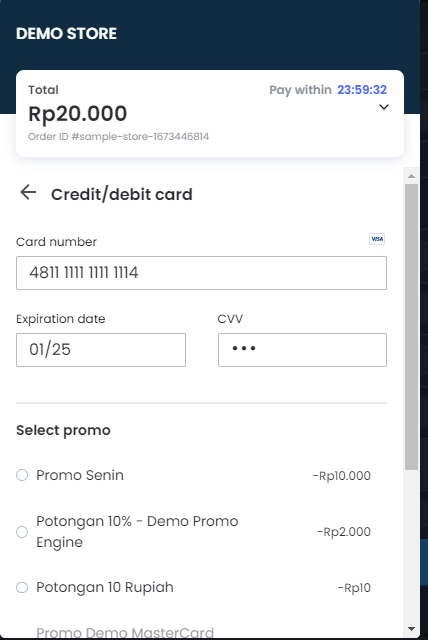 DEMO STORE
Total
Pay within 23:59:32
Rp20.000
Order ID #sample-store-1673446814
Credit/debit card
Card number
VISA
4811 1111 1111 1114
Expiration date
CVV
01/25
•••
Select promo
Promo Senin
-Rp10.000
Potongan 10% - Demo Promo
Engine
-Rp2.000
Potongan 10 Rupiah
-Rp10
Promo Demo MasterCard